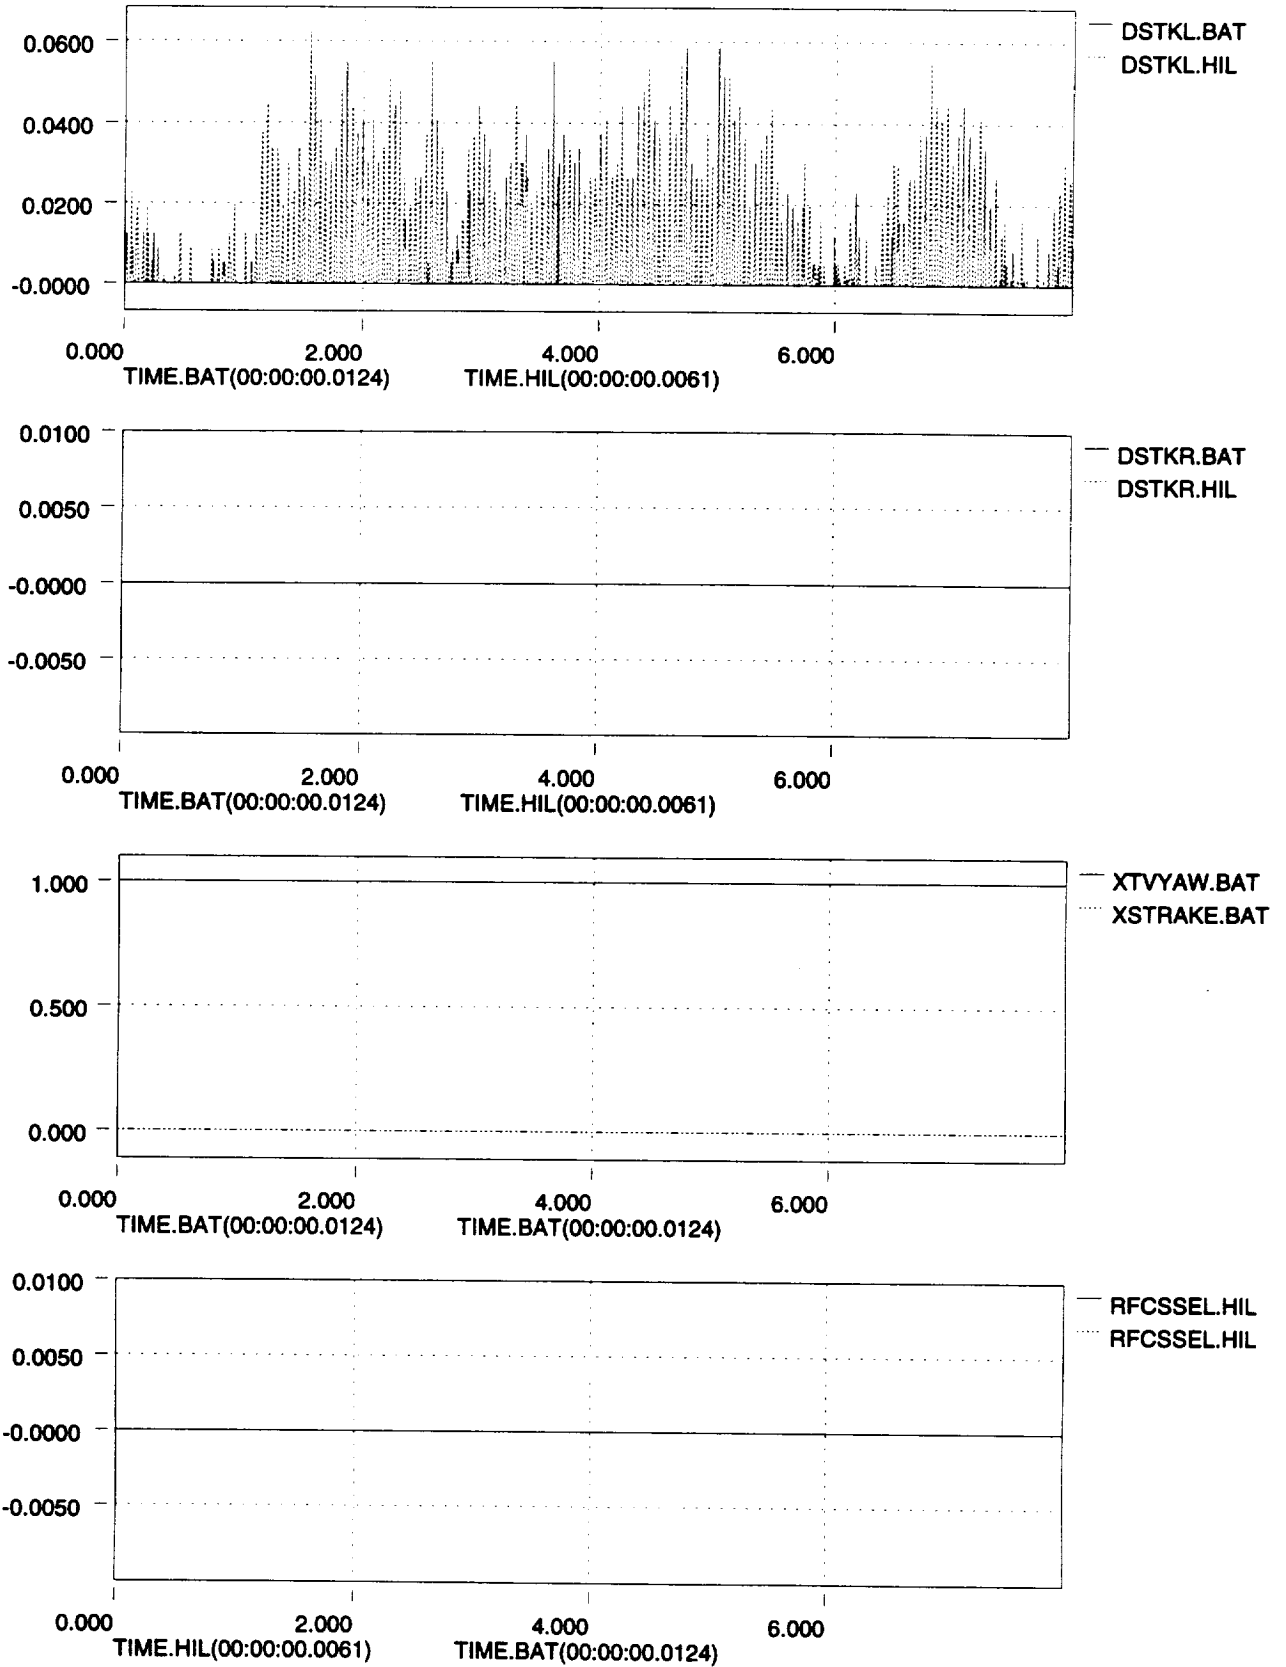 0.0600
0.0400
0.0200
-0.0000
DSTKL.BAT
DSTKL.HIL
0.000 2.000 4.000 6.000
TIME.BAT(00:00:00.0124) TIME.HIL(00:00:00.0061)
0.0100
0.0050
-0.0000
-0.0050
DSTKR.BAT
DSTKR.HIL
0.000 2.000 4.000 6.000
TIME.BAT(00:00:00.0124) TIME.HIL(00:00:00.0061)
1.000
0.500
0.000
XTVYAW.BAT
XSTRAKE.BAT
0.000 2.000 4.000 6.000
TIME.BAT(00:00:00.0124) TIME.BAT(00:00:00.0124)
0.0100
0.0050
-0.0000
-0.0050
RFCSSEL.HIL
RFCSSEL.HIL
0.000 2.000 4.000 6.000
TIME.HIL(00:00:00.0061) TIME.BAT(00:00:00.0124)